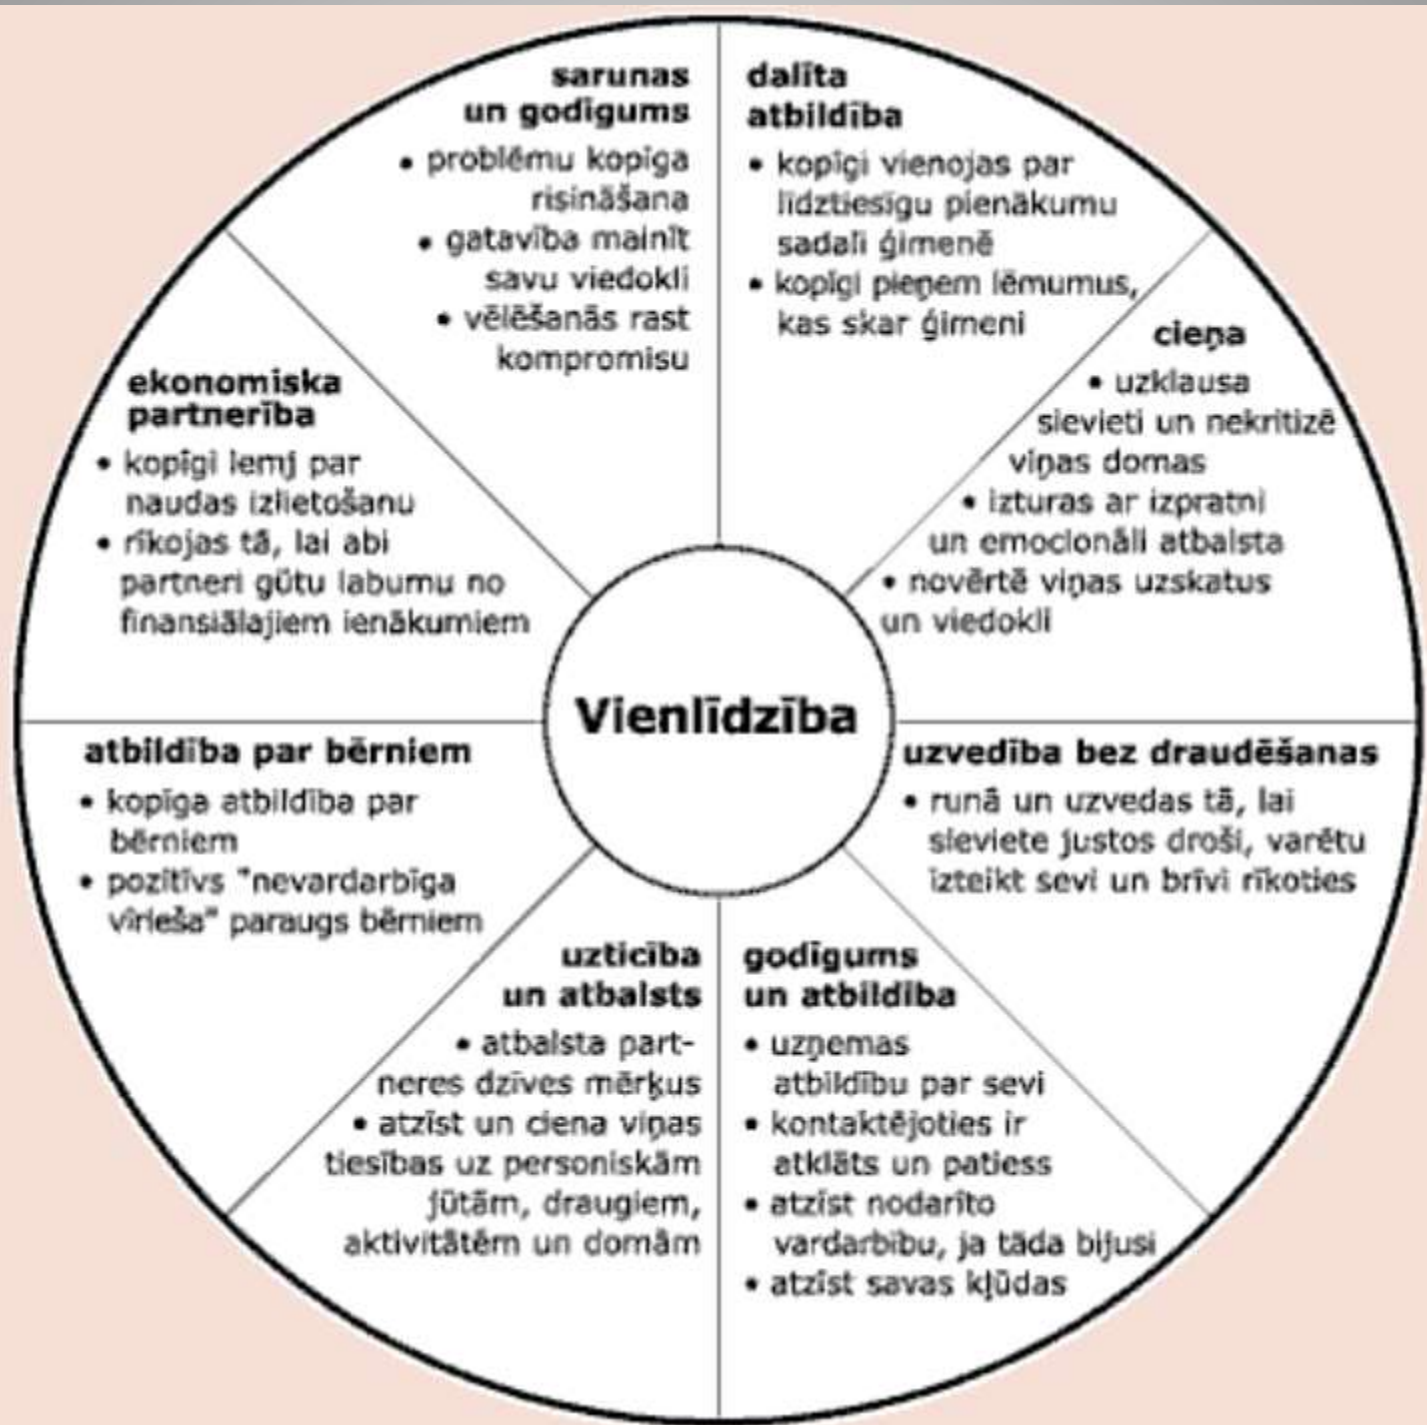 sarunas
un godīgums
• problēmu kopīga
risināšana
• gatavība mainīt
savu viedokli
• vēlēšanās rast
kompromisu
dalīta
atbildība
• kopīgi vienojas par
līdztiesīgu pienākumu
sadali ģimenē
• kopīgi pieņem lēmumus,
kas skar ģimeni
cieņa
• uzklausa
sievieti un nekritizē
viņas domas
• izturas ar izpratni
un emocionāli atbalsta
• novērtē viņas uzskatus
un viedokli
ekonomiska
partnerība
• kopīgi lemj par
naudas izlietošanu
• rīkojas tā, lai abi
partneri gūtu labumu no
finansiālajiem ienākumiem
Vienlīdzība
atbildība par bērniem
• kopīga atbildība par
bērniem
• pozitīvs "nevardarbīga
vīrieša" paraugs bērniem
uzvedība bez draudēšanas
• runā un uzvedas tā, lai
sieviete justos droši, varētu
izteikt sevi un brīvi rīkoties
uzticība
un atbalsts
• atbalsta part-
neres dzīves mērķus
• atzīst un ciena viņas
tiesības uz personiskām
jūtām, draugiem,
aktivitātēm un domām
godīgums
un atbildība
• uzņemas
atbildību par sevi
• kontaktējoties ir
atklāts un patiess
• atzīst nodarīto
vardarbību, ja tāda bijusi
• atzīst savas kļūdas